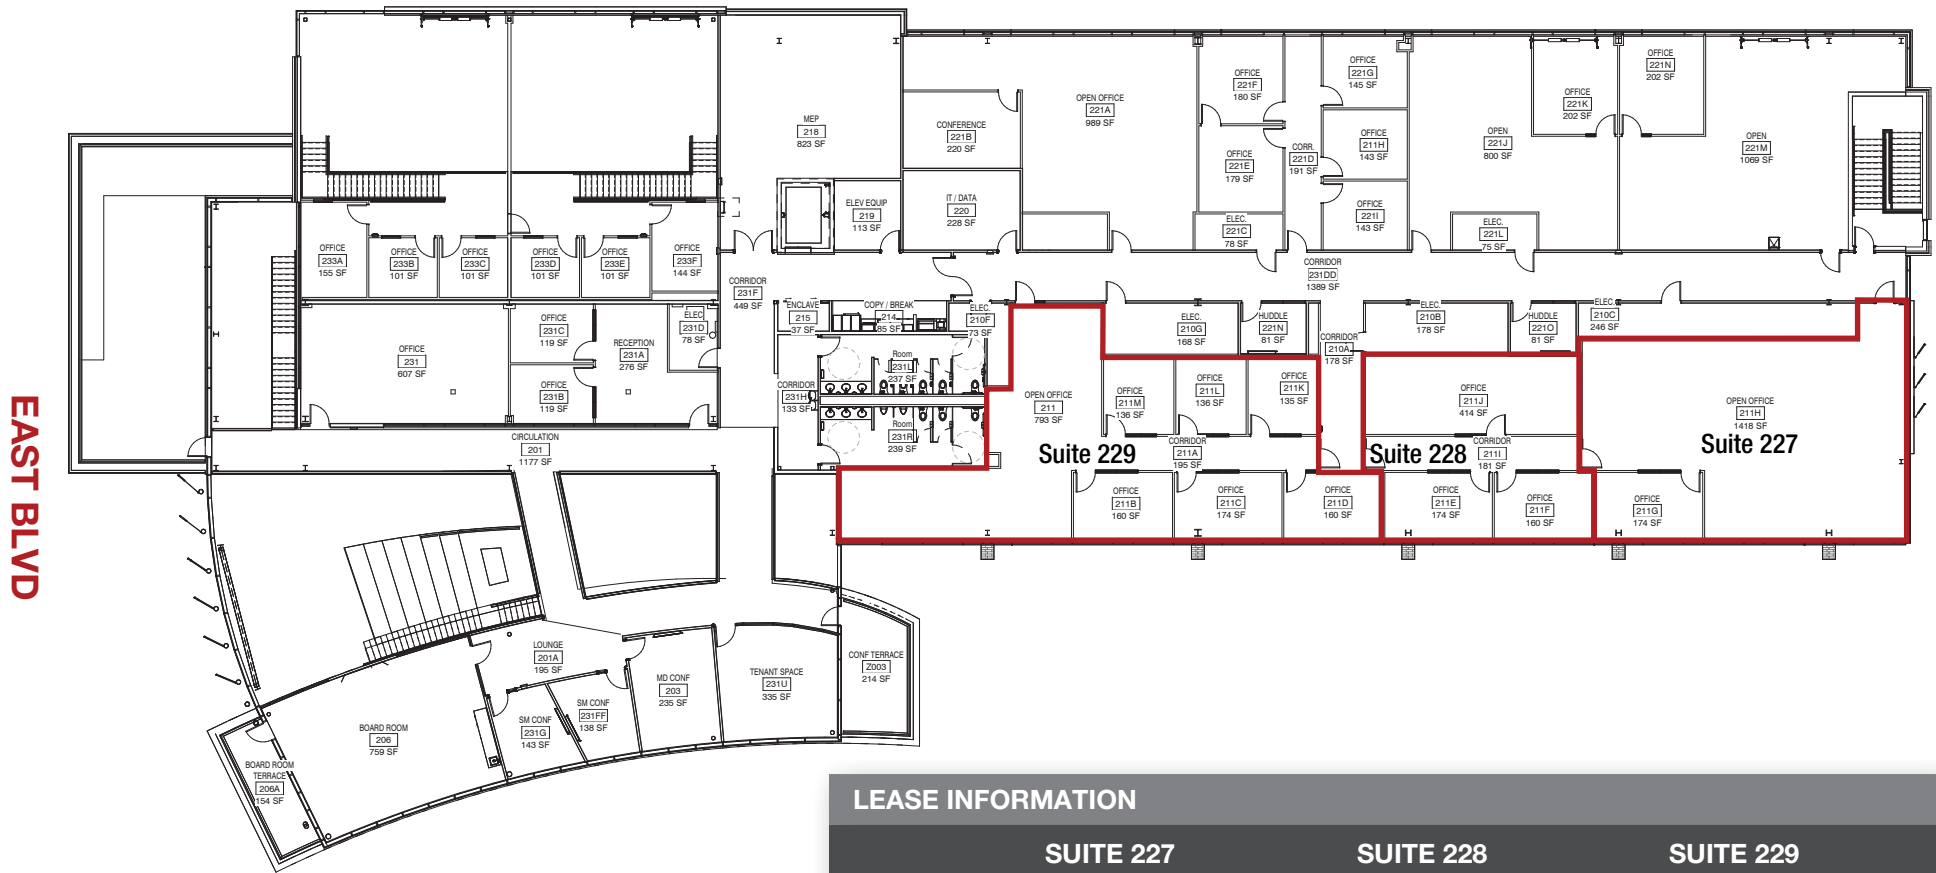 EAST BLVD
MEP
218
823 SF
CONFERENCE
221B
220 SF
OPEN OFFICE
221A
989 SF
OFFICE
221F
180 SF
OFFICE
221G
145 SF
OFFICE
221K
202 SF
OFFICE
221N
202 SF
OFFICE
221E
179 SF
CORR.
221D
191 SF
OFFICE
211H
143 SF
OPEN
221J
800 SF
OPEN
221M
1069 SF
IT / DATA
220
228 SF
ELEV EQUIP
219
113 SF
ELEC.
221C
78 SF
OFFICE
221I
143 SF
ELEC.
221L
75 SF
OFFICE
233A
155 SF
OFFICE
233B
101 SF
OFFICE
233C
101 SF
OFFICE
233D
101 SF
OFFICE
233E
101 SF
OFFICE
233F
144 SF
CORRIDOR
231F
449 SF
CORRIDOR
231DD
1389 SF
ENCLAVE
215
37 SF
COPY / BREAK
214
85 SF
ELEC.
210F
73 SF
ELEC.
210G
168 SF
HUDDLE
221N
81 SF
CORRIDOR
210A
178 SF
ELEC.
210B
178 SF
HUDDLE
221O
81 SF
ELEC.
210C
246 SF
OFFICE
231
607 SF
OFFICE
231C
119 SF
OFFICE
231B
119 SF
RECEPTION
231A
276 SF
ELEC
231D
78 SF
CORRIDOR
231H
133 SF
Room
231L
237 SF
Room
231R
239 SF
OPEN OFFICE
211
793 SF
Suite 229
OFFICE
211M
136 SF
OFFICE
211L
136 SF
OFFICE
211K
135 SF
CORRIDOR
211A
195 SF
OFFICE
211J
414 SF
Suite 228
CORRIDOR
211I
181 SF
OPEN OFFICE
211H
1418 SF
Suite 227
OFFICE
211B
160 SF
OFFICE
211C
174 SF
OFFICE
211D
160 SF
OFFICE
211E
174 SF
OFFICE
211F
160 SF
OFFICE
211G
174 SF
CIRCULATION
201
1177 SF
LOUNGE
201A
195 SF
MD CONF
203
235 SF
TENANT SPACE
231U
335 SF
CONF TERRACE
Z003
214 SF
SM CONF
231G
143 SF
SM CONF
231FF
138 SF
BOARD ROOM
206
759 SF
BOARD ROOM
TERRACE
206A
154 SF
LEASE INFORMATION
SUITE 227 SUITE 228 SUITE 229